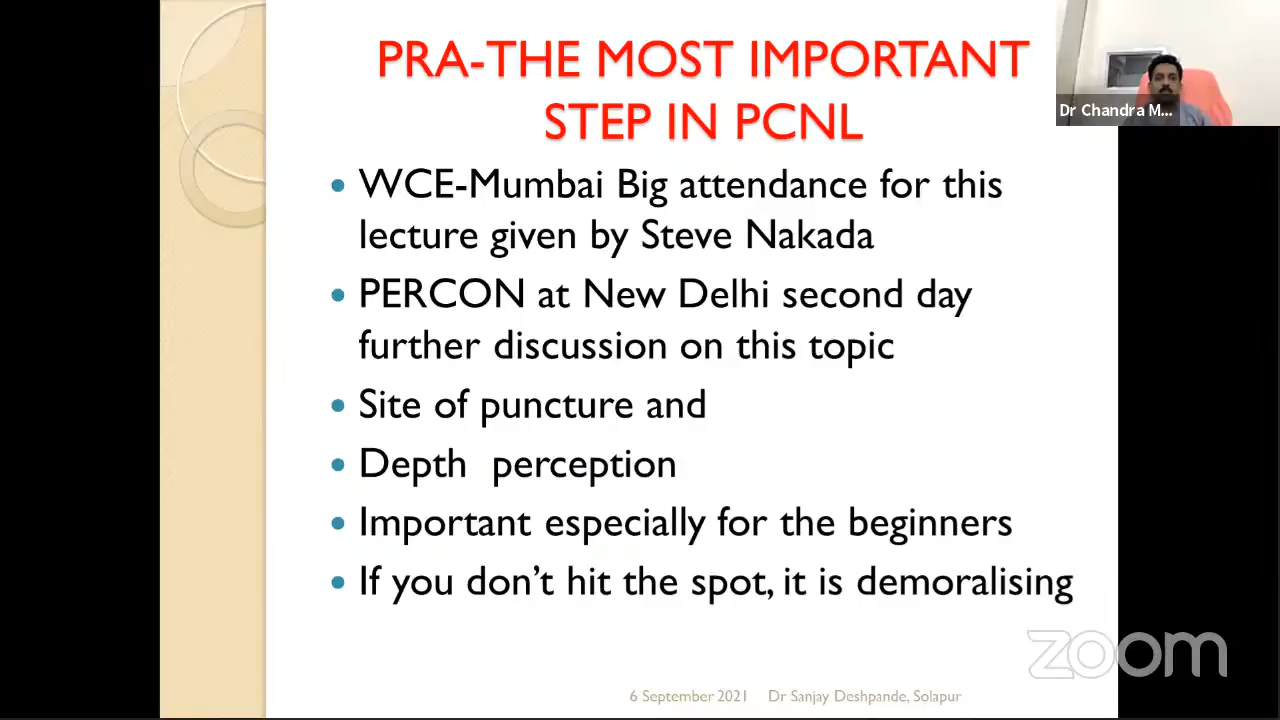 PRA-THE MOST IMPORTANT
STEP IN PCNL
Dr Chandra M...
• WCE-Mumbai Big attendance for this
lecture given by Steve Nakada
• PERCON at New Delhi second day
further discussion on this topic
• Site of puncture and
• Depth perception
• Important especially for the beginners
• If you don't hit the spot, it is demoralising
zoom
6 September 2021 Dr Sanjay Deshpande, Solapur